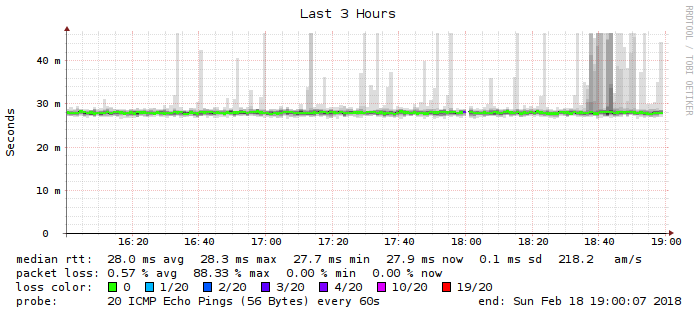 Last 3 Hours
RRDTOOL / TOBI OETIKER
Seconds
40 m
30 m
20 m
10 m
0
16:20 16:40 17:00 17:20 17:40 18:00 18:20 18:40 19:00
median rtt: 28.0 ms avg 28.3 ms max 27.7 ms min 27.9 ms now 0.1 ms sd 218.2 am/s
packet loss: 0.57 % avg 88.33 % max 0.00 % min 0.00 % now
loss color: 0 1/20 2/20 3/20 4/20 10/20 19/20
probe: 20 ICMP Echo Pings (56 Bytes) every 60s end: Sun Feb 18 19:00:07 2018